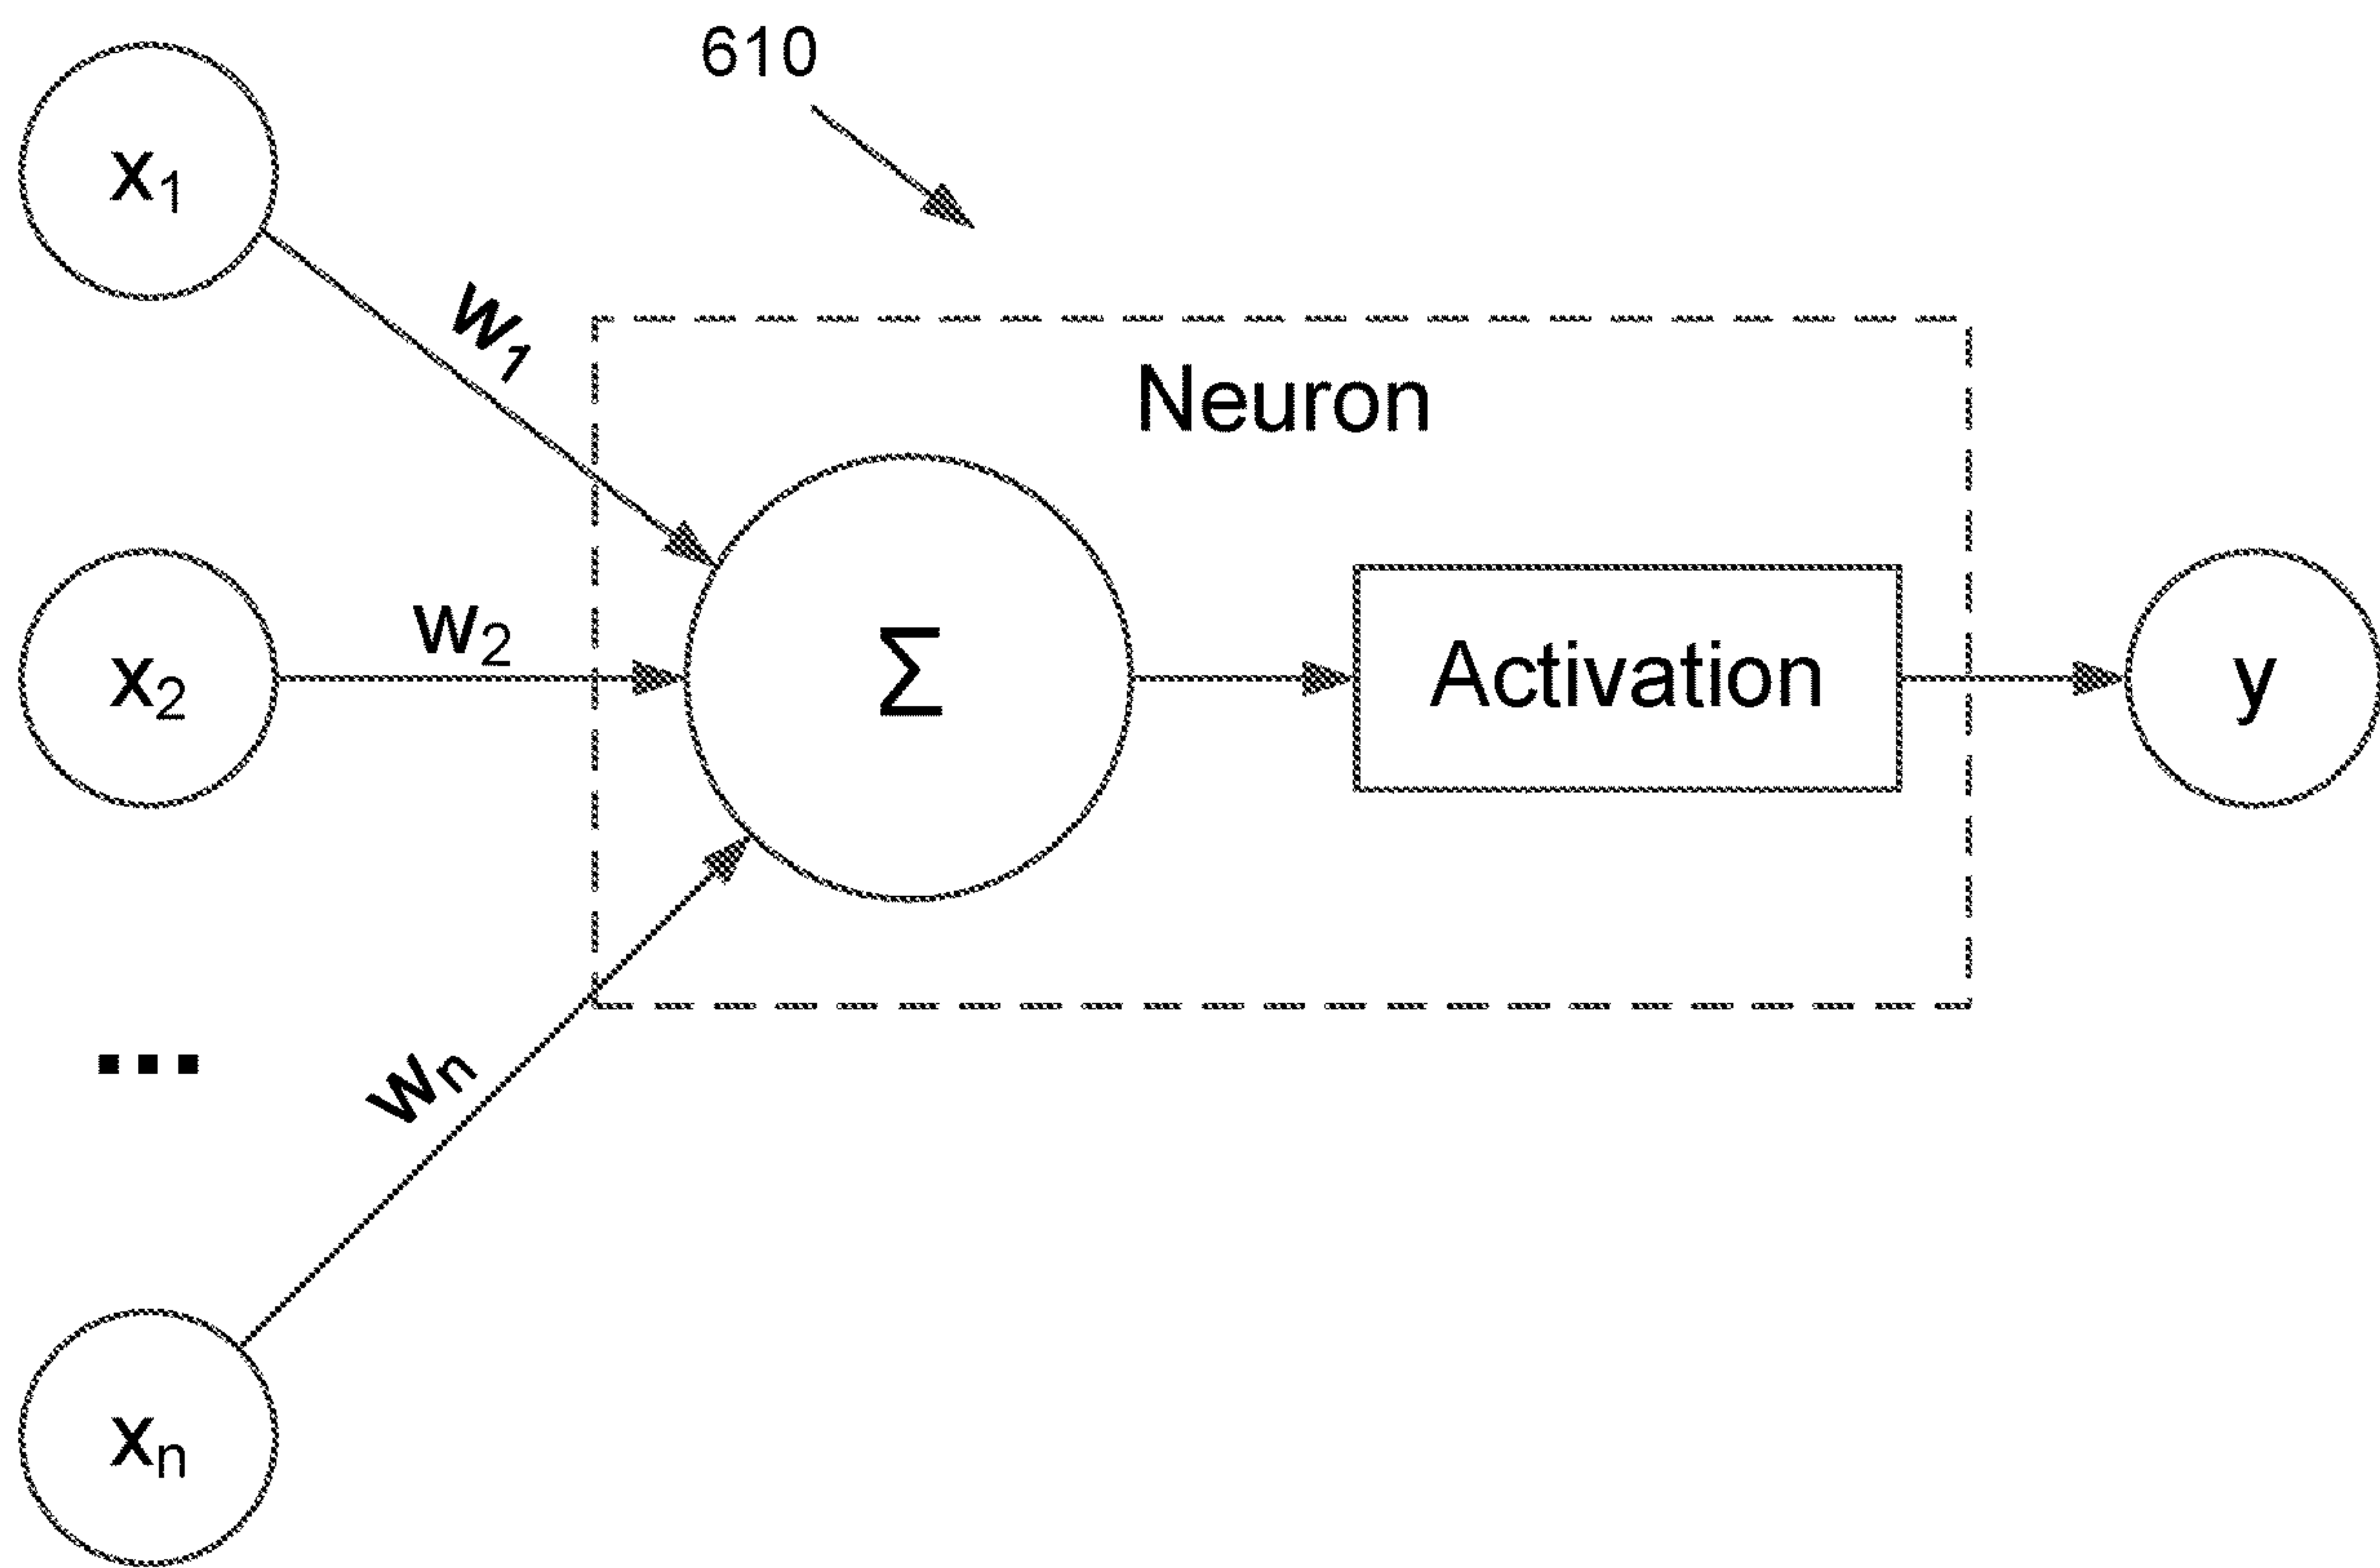 610
x₁
w₁
Neuron
x₂
w₂
Σ
Activation
y
...
wₙ
xₙ